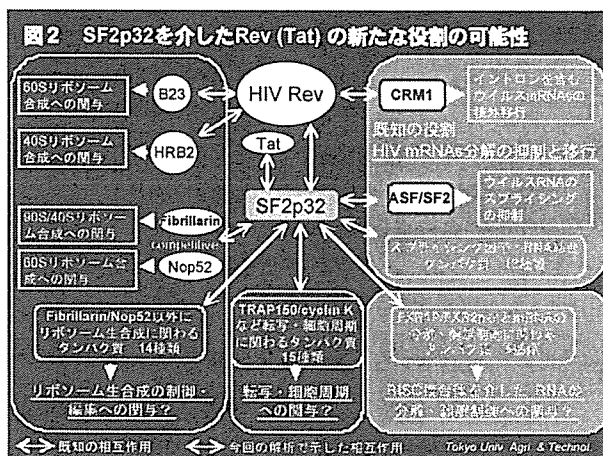 図2 SF2p32を介したRev (Tat) の新たな役割の可能性
60Sリボソーム
合成への関与
B23
HIV Rev
CRM1
イントロンを含む
ウイルスmRNAsの
核外移行
40Sリボソーム
合成への関与
HRB2
Tat
既知の役割
HIV mRNAs分解の抑制と移行
SF2p32
ASF/SF2
ウイルスRNAの
スプライシング
の抑制
90S/40Sリボソー
ム合成への関与
Fibrillarin
competitive
60Sリボソーム合
成への関与
Nop52
タンパク質
Fibrillarin/Nop52以外に
リボソーム生合成に関わる
タンパク質 14種類
TRAP150/cyclin K
など転写・細胞周期
に関わるタンパク質
15種類
リボソーム生合成の制御・
編集への関与?
転写・細胞周期
への関与?
既知の相互作用
今回の解析で示した相互作用
Tokyo Univ. Agri. & Technol.